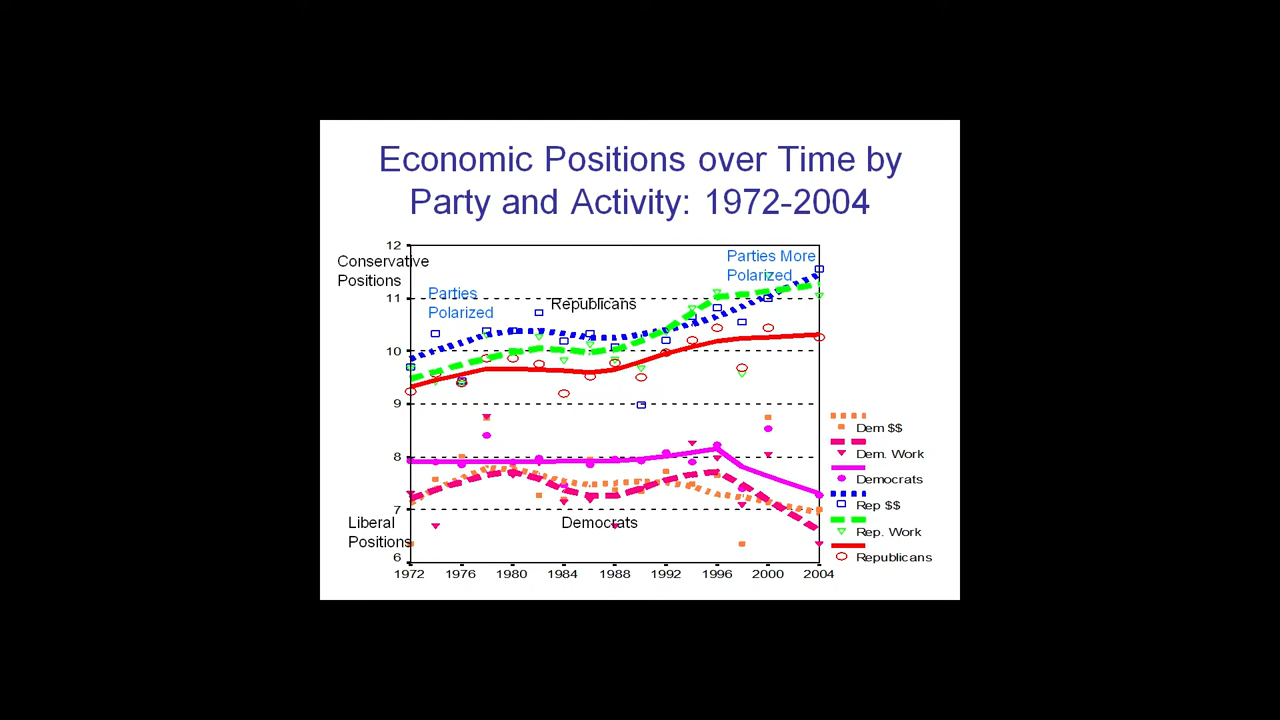 Economic Positions over Time by
Party and Activity: 1972-2004
12
Conservative
Positions
Parties More
Polarized
Parties
Polarized
11
Republicans
10
9
8
7
Liberal
Positions
Democrats
6
1972 1976 1980 1984 1988 1992 1996 2000 2004
Dem $$
Dem. Work
Democrats
Rep $$
Rep. Work
Republicans